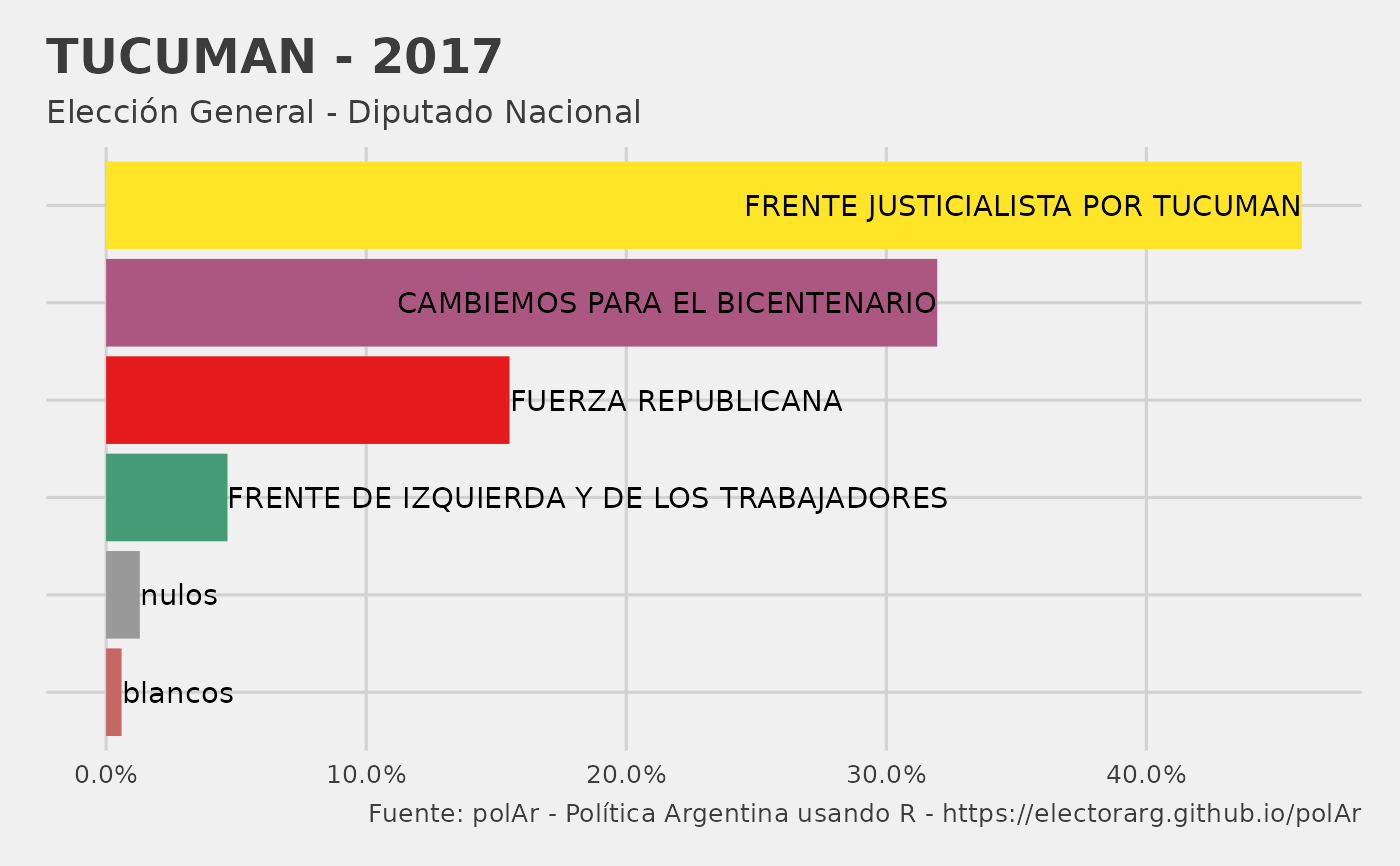 TUCUMAN - 2017
Elección General - Diputado Nacional
FRENTE JUSTICIALISTA POR TUCUMAN
CAMBIEMOS PARA EL BICENTENARIO
FUERZA REPUBLICANA
FRENTE DE IZQUIERDA Y DE LOS TRABAJADORES
nulos
blancos
0.0% 10.0% 20.0% 30.0% 40.0%
Fuente: polAr - Política Argentina usando R - https://electorarg.github.io/polAr